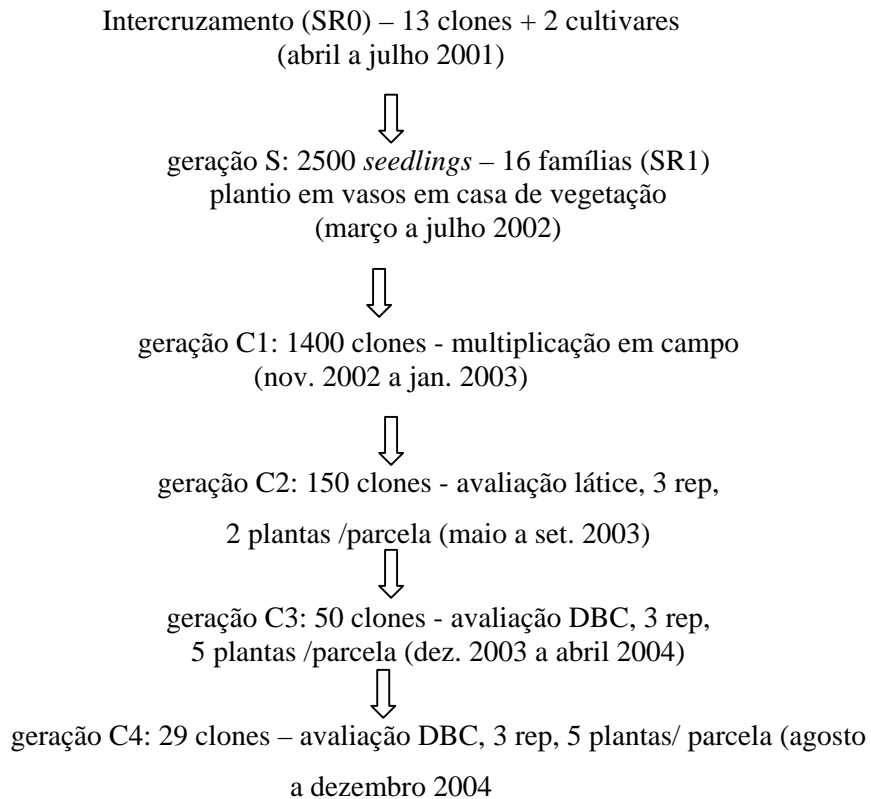 Intercruzamento (SR0) – 13 clones + 2 cultivares
(abril a julho 2001)
geração S: 2500 seedlings – 16 famílias (SR1)
plantio em vasos em casa de vegetação
(março a julho 2002)
geração C1: 1400 clones - multiplicação em campo
(nov. 2002 a jan. 2003)
geração C2: 150 clones - avaliação látice, 3 rep,
2 plantas /parcela (maio a set. 2003)
geração C3: 50 clones - avaliação DBC, 3 rep,
5 plantas /parcela (dez. 2003 a abril 2004)
geração C4: 29 clones – avaliação DBC, 3 rep, 5 plantas/ parcela (agosto
a dezembro 2004